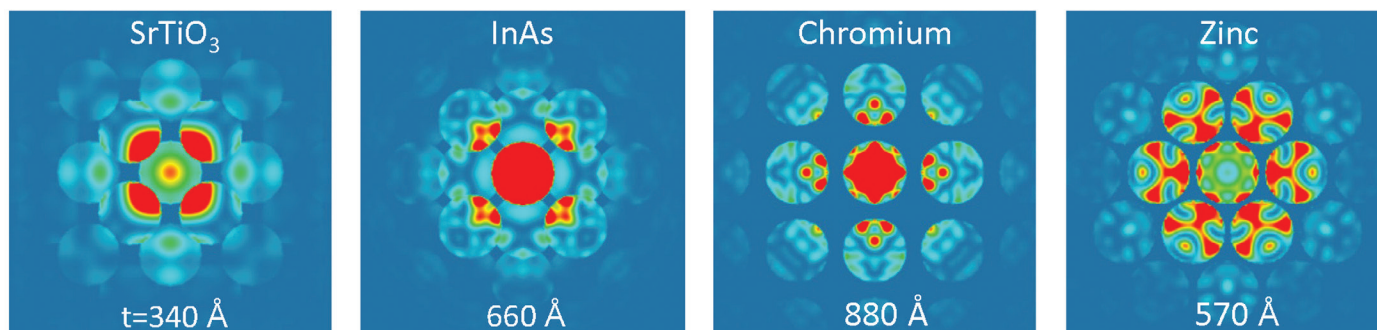 SrTiO₃
InAs
Chromium
Zinc
t=340 Å
660 Å
880 Å
570 Å